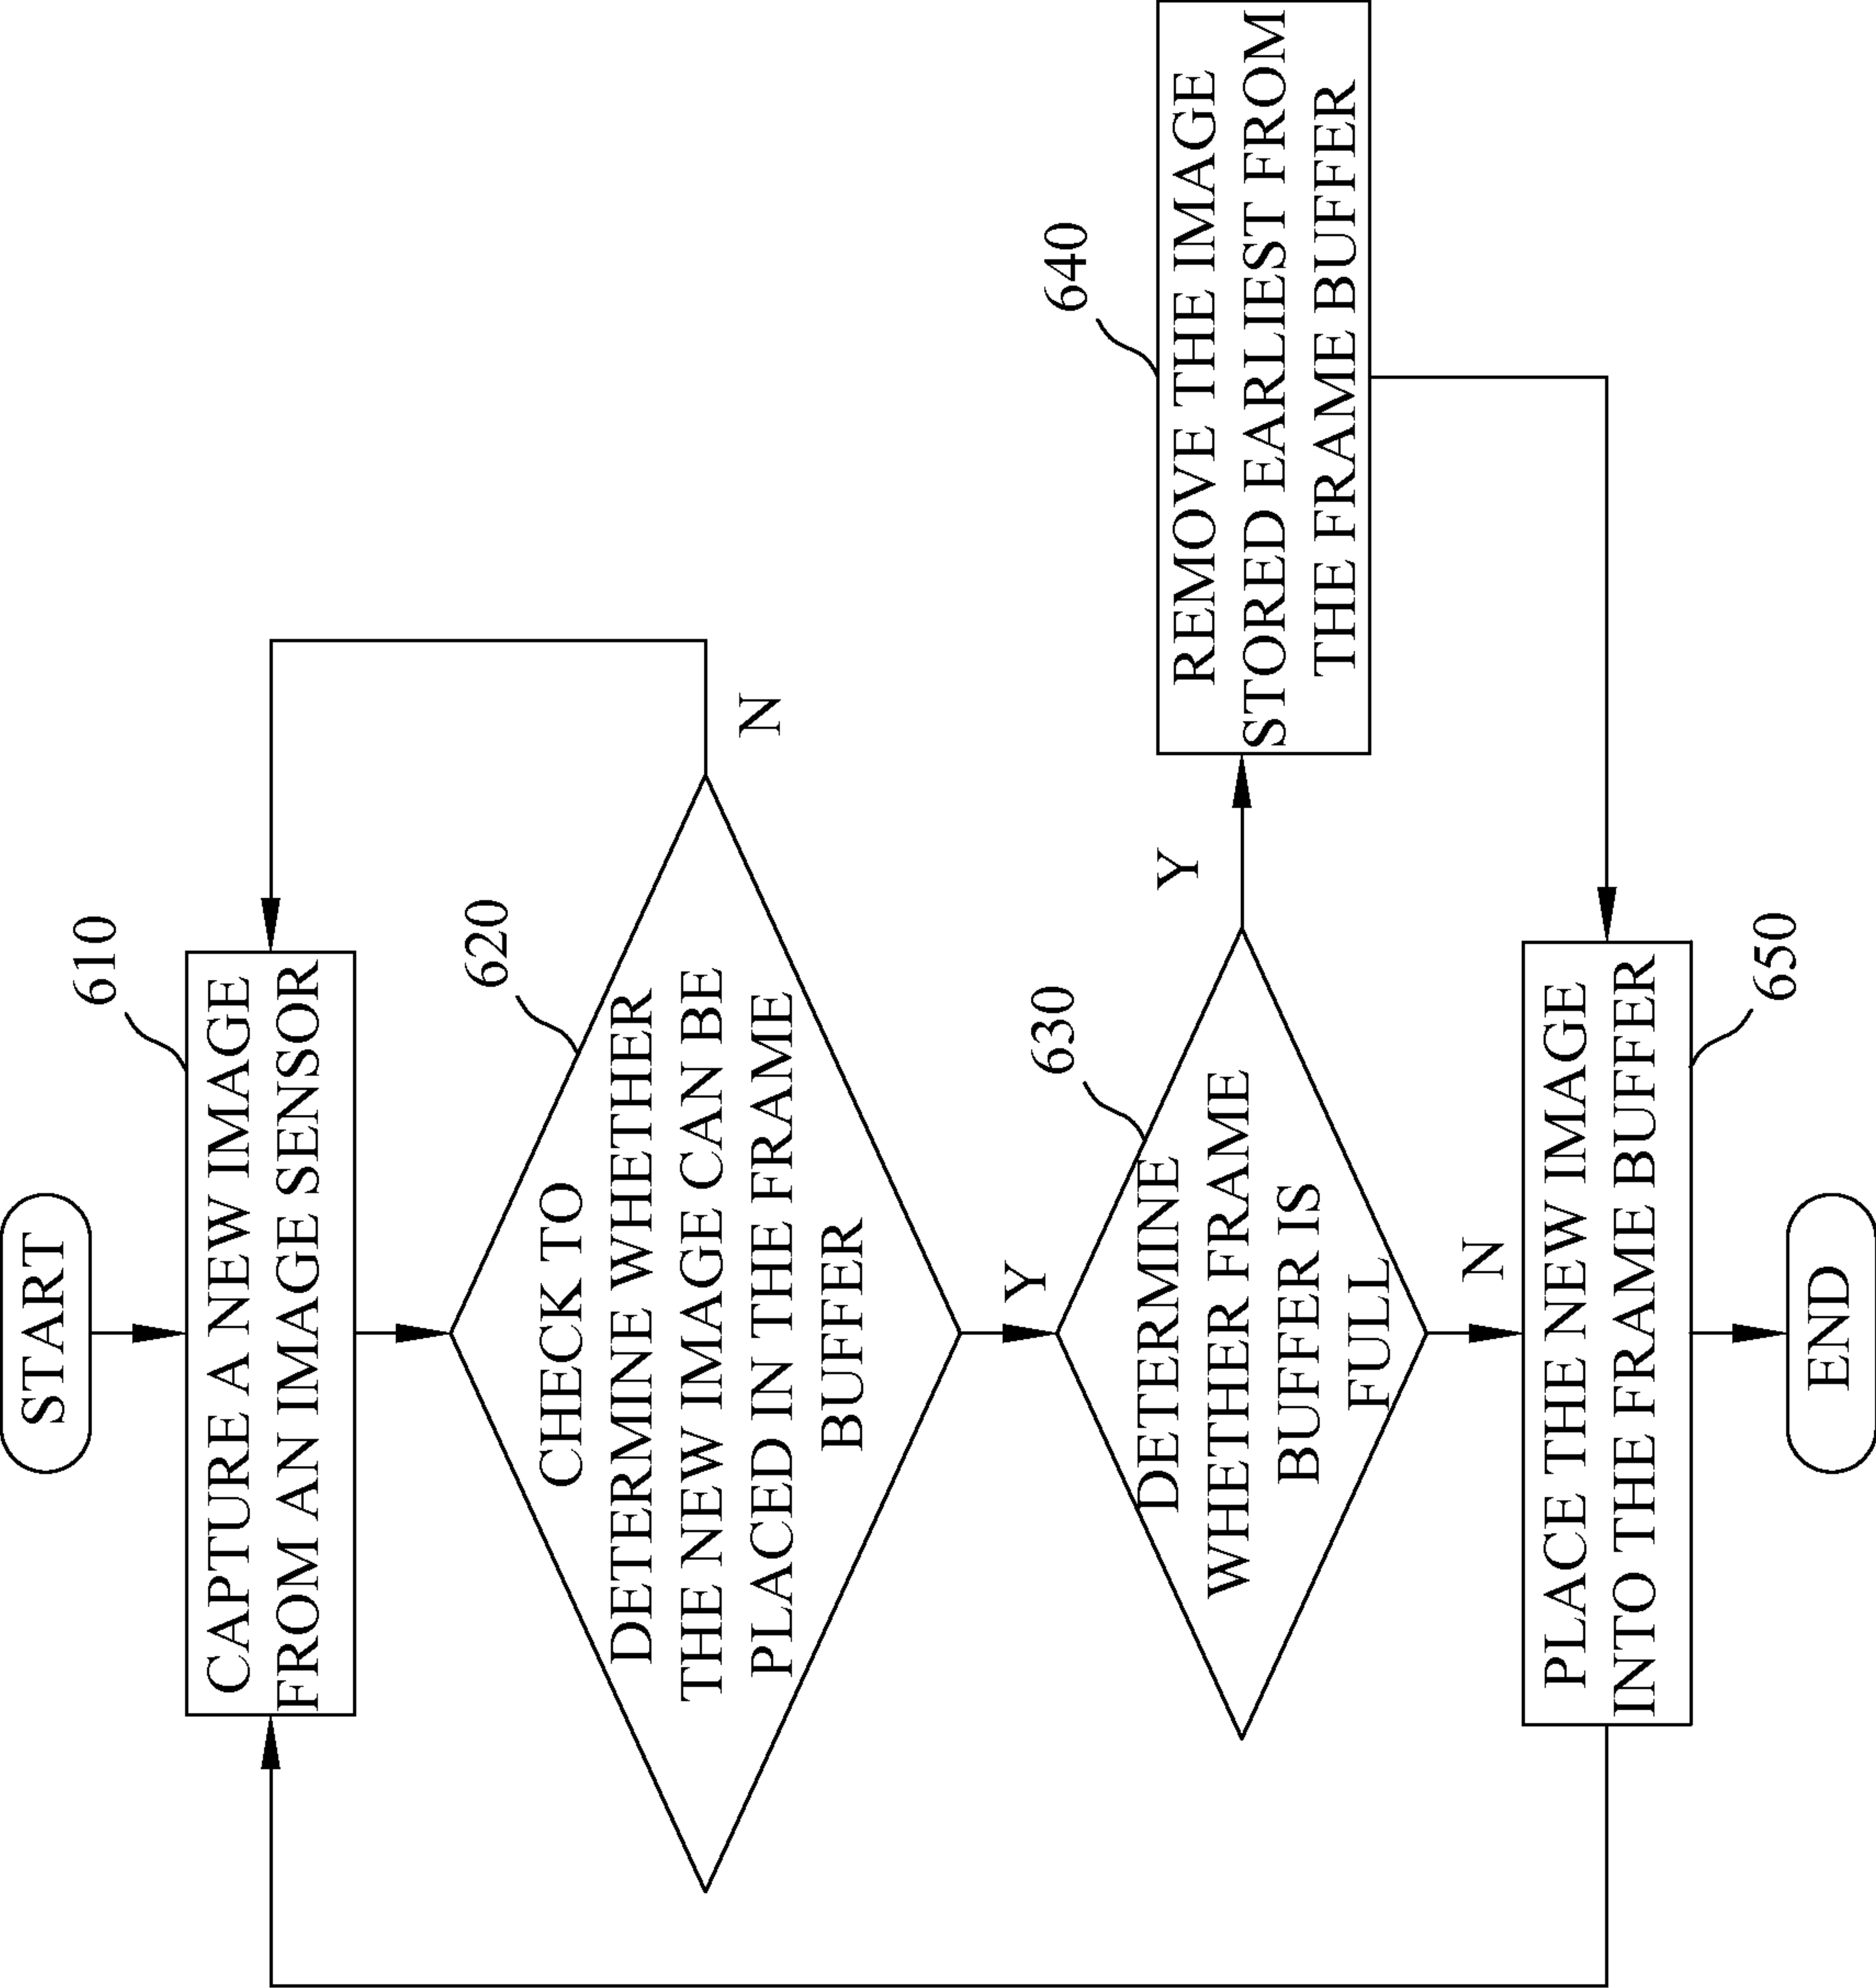 START
610
CAPTURE A NEW IMAGE
FROM AN IMAGE SENSOR
620
CHECK TO
DETERMINE WHETHER
THE NEW IMAGE CAN BE
PLACED IN THE FRAME
BUFFER
N
Y
630
DETERMINE
WHETHER FRAME
BUFFER IS
FULL
Y
640
REMOVE THE IMAGE
STORED EARLIEST FROM
THE FRAME BUFFER
N
PLACE THE NEW IMAGE
INTO THE FRAME BUFFER
650
END